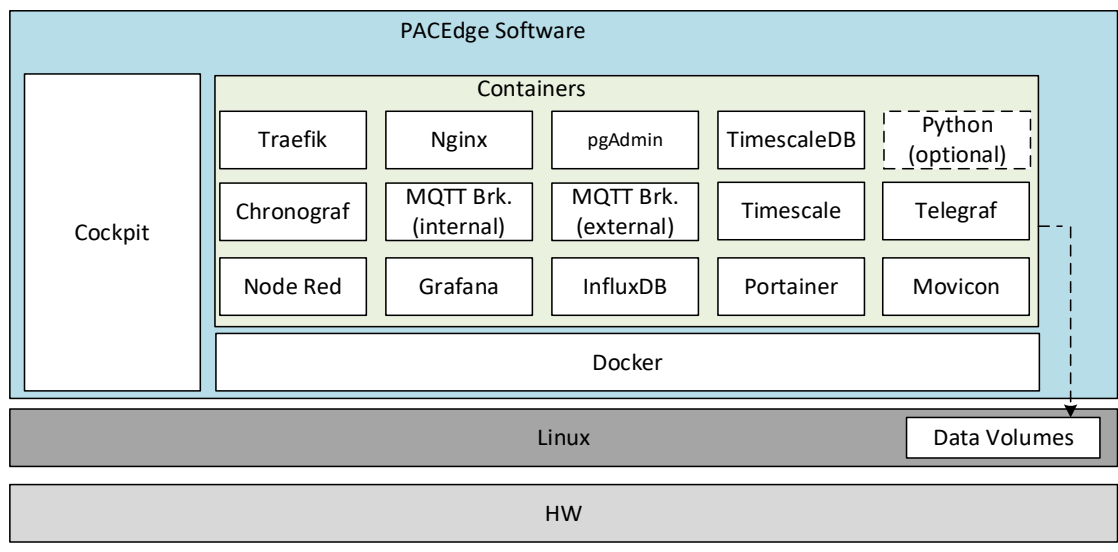 PACEdge Software
Cockpit
Containers
Traefik
Nginx
pgAdmin
TimescaleDB
Python
(optional)
Chronograf
MQTT Brk.
(internal)
MQTT Brk.
(external)
Timescale
Telegraf
Node Red
Grafana
InfluxDB
Portainer
Movicon
Docker
Linux
Data Volumes
HW